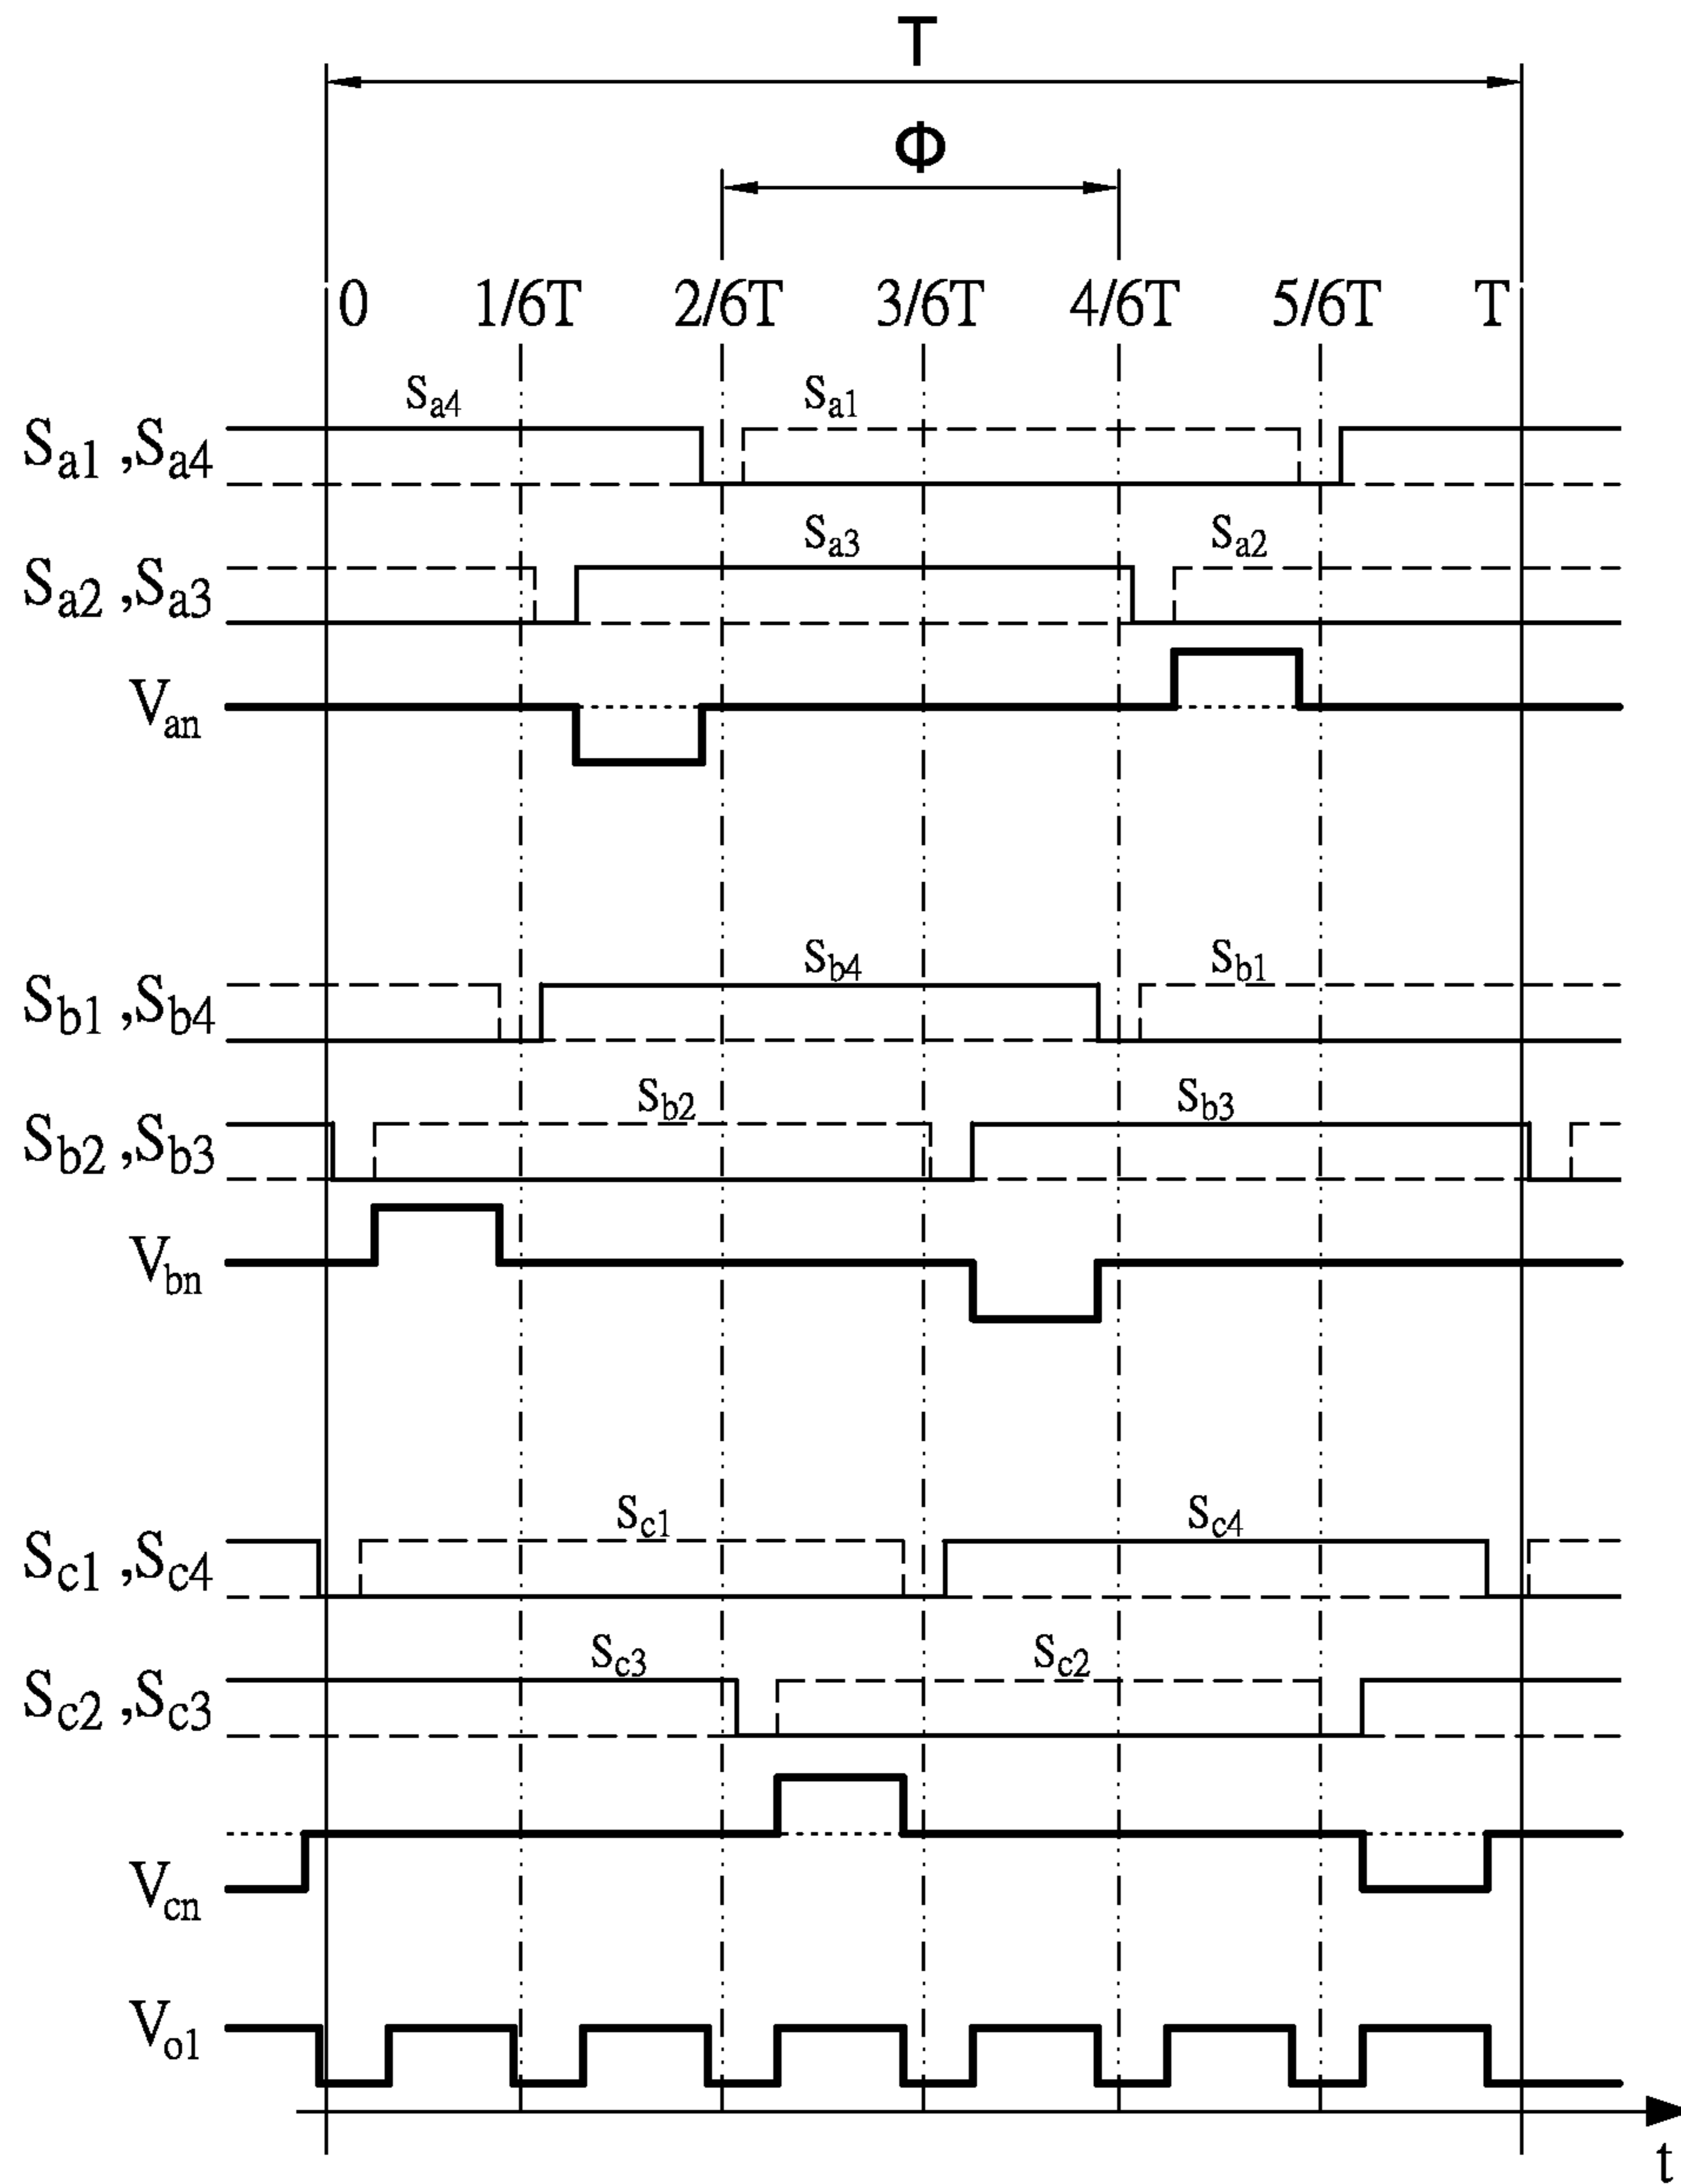 T
Φ
0 1/6T 2/6T 3/6T 4/6T 5/6T T
Sa4 Sa1
Sa1 ,Sa4
Sa3 Sa2
Sa2 ,Sa3
Van
Sb4 Sb1
Sb1 ,Sb4
Sb2 Sb3
Sb2 ,Sb3
Vbn
Sc1 Sc4
Sc1 ,Sc4
Sc3 Sc2
Sc2 ,Sc3
Vcn
Vo1
t